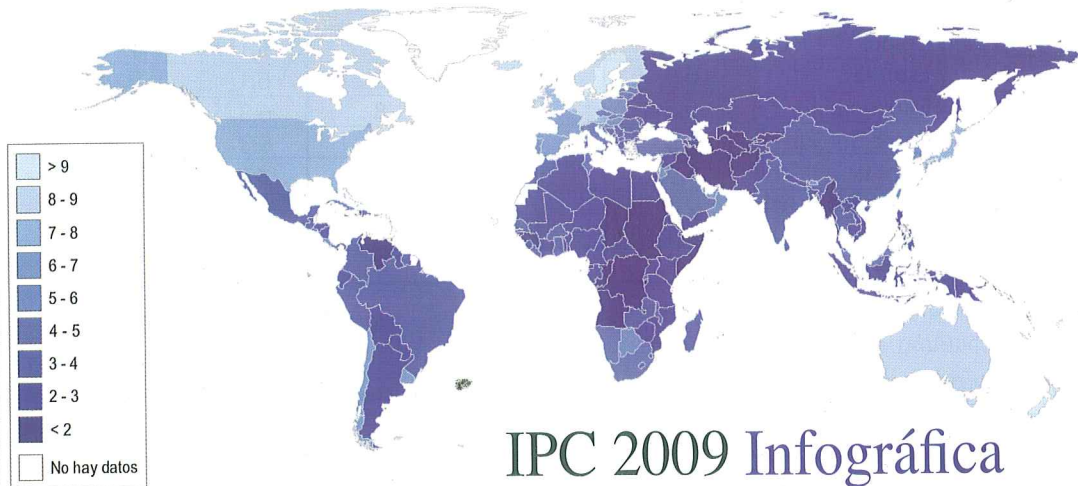 > 9
8 - 9
7 - 8
6 - 7
5 - 6
4 - 5
3 - 4
2 - 3
< 2
No hay datos
IPC 2009 Infográfica